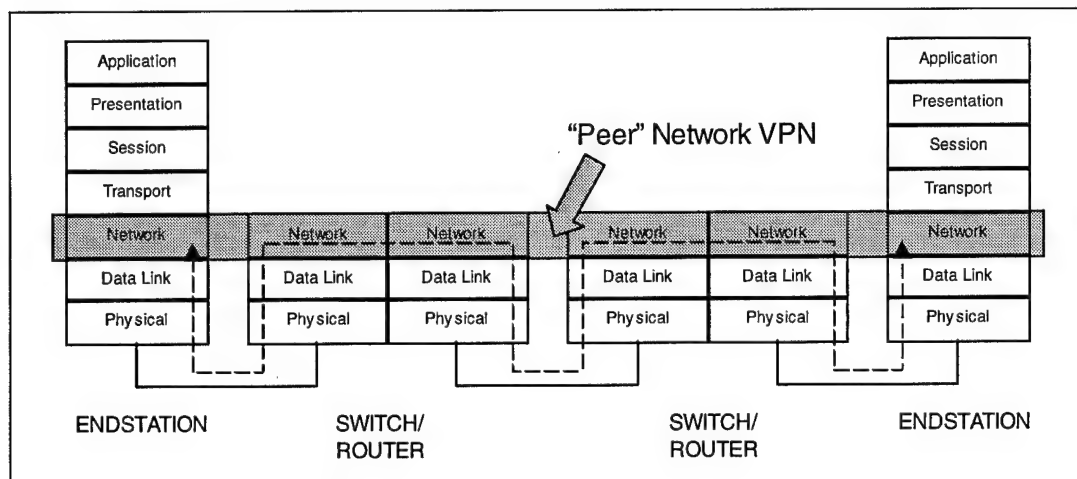 Application
Presentation
Session
Transport
Network
Data Link
Physical
ENDSTATION
Network
Data Link
Physical
Network
Data Link
Physical
SWITCH/
ROUTER
"Peer" Network VPN
Network
Data Link
Physical
Network
Data Link
Physical
SWITCH/
ROUTER
Application
Presentation
Session
Transport
Network
Data Link
Physical
ENDSTATION